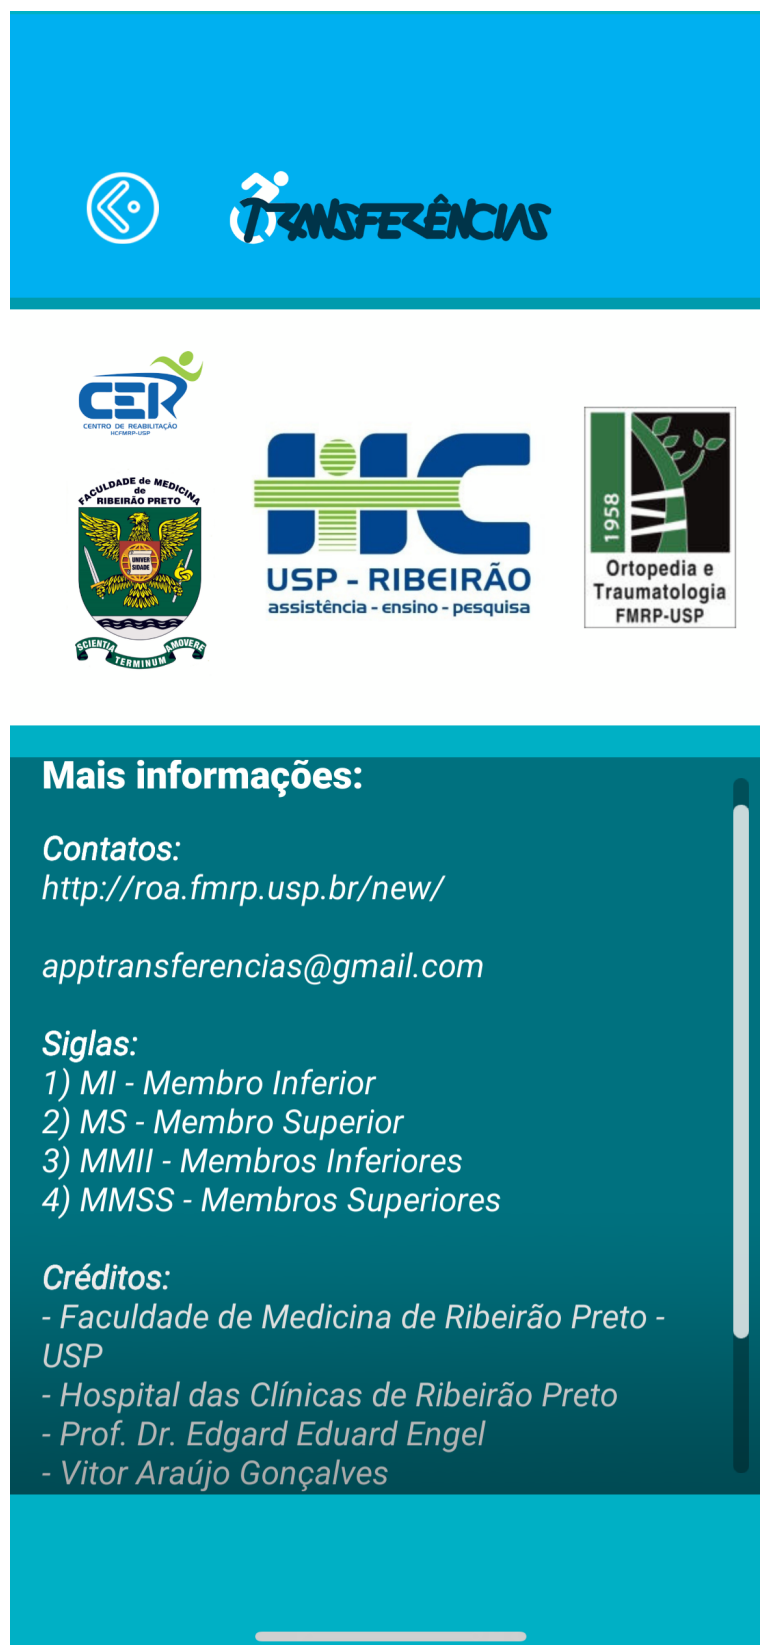 TRANSFERÊNCIAS
CER
CENTRO DE REABILITAÇÃO
HCFMRP-USP
FACULDADE de MEDICINA
de
RIBEIRÃO PRETO
UNIVER
SIDADE
SCIENTIA
TERMINUM
AMOVERE
HC
USP - RIBEIRÃO
assistência - ensino - pesquisa
1958
Ortopedia e
Traumatologia
FMRP-USP
Mais informações:
Contatos:
http://roa.fmrp.usp.br/new/
apptransferencias@gmail.com
Siglas:
1) MI - Membro Inferior
2) MS - Membro Superior
3) MMII - Membros Inferiores
4) MMSS - Membros Superiores
Créditos:
- Faculdade de Medicina de Ribeirão Preto -
USP
- Hospital das Clínicas de Ribeirão Preto
- Prof. Dr. Edgard Eduard Engel
- Vitor Araújo Gonçalves